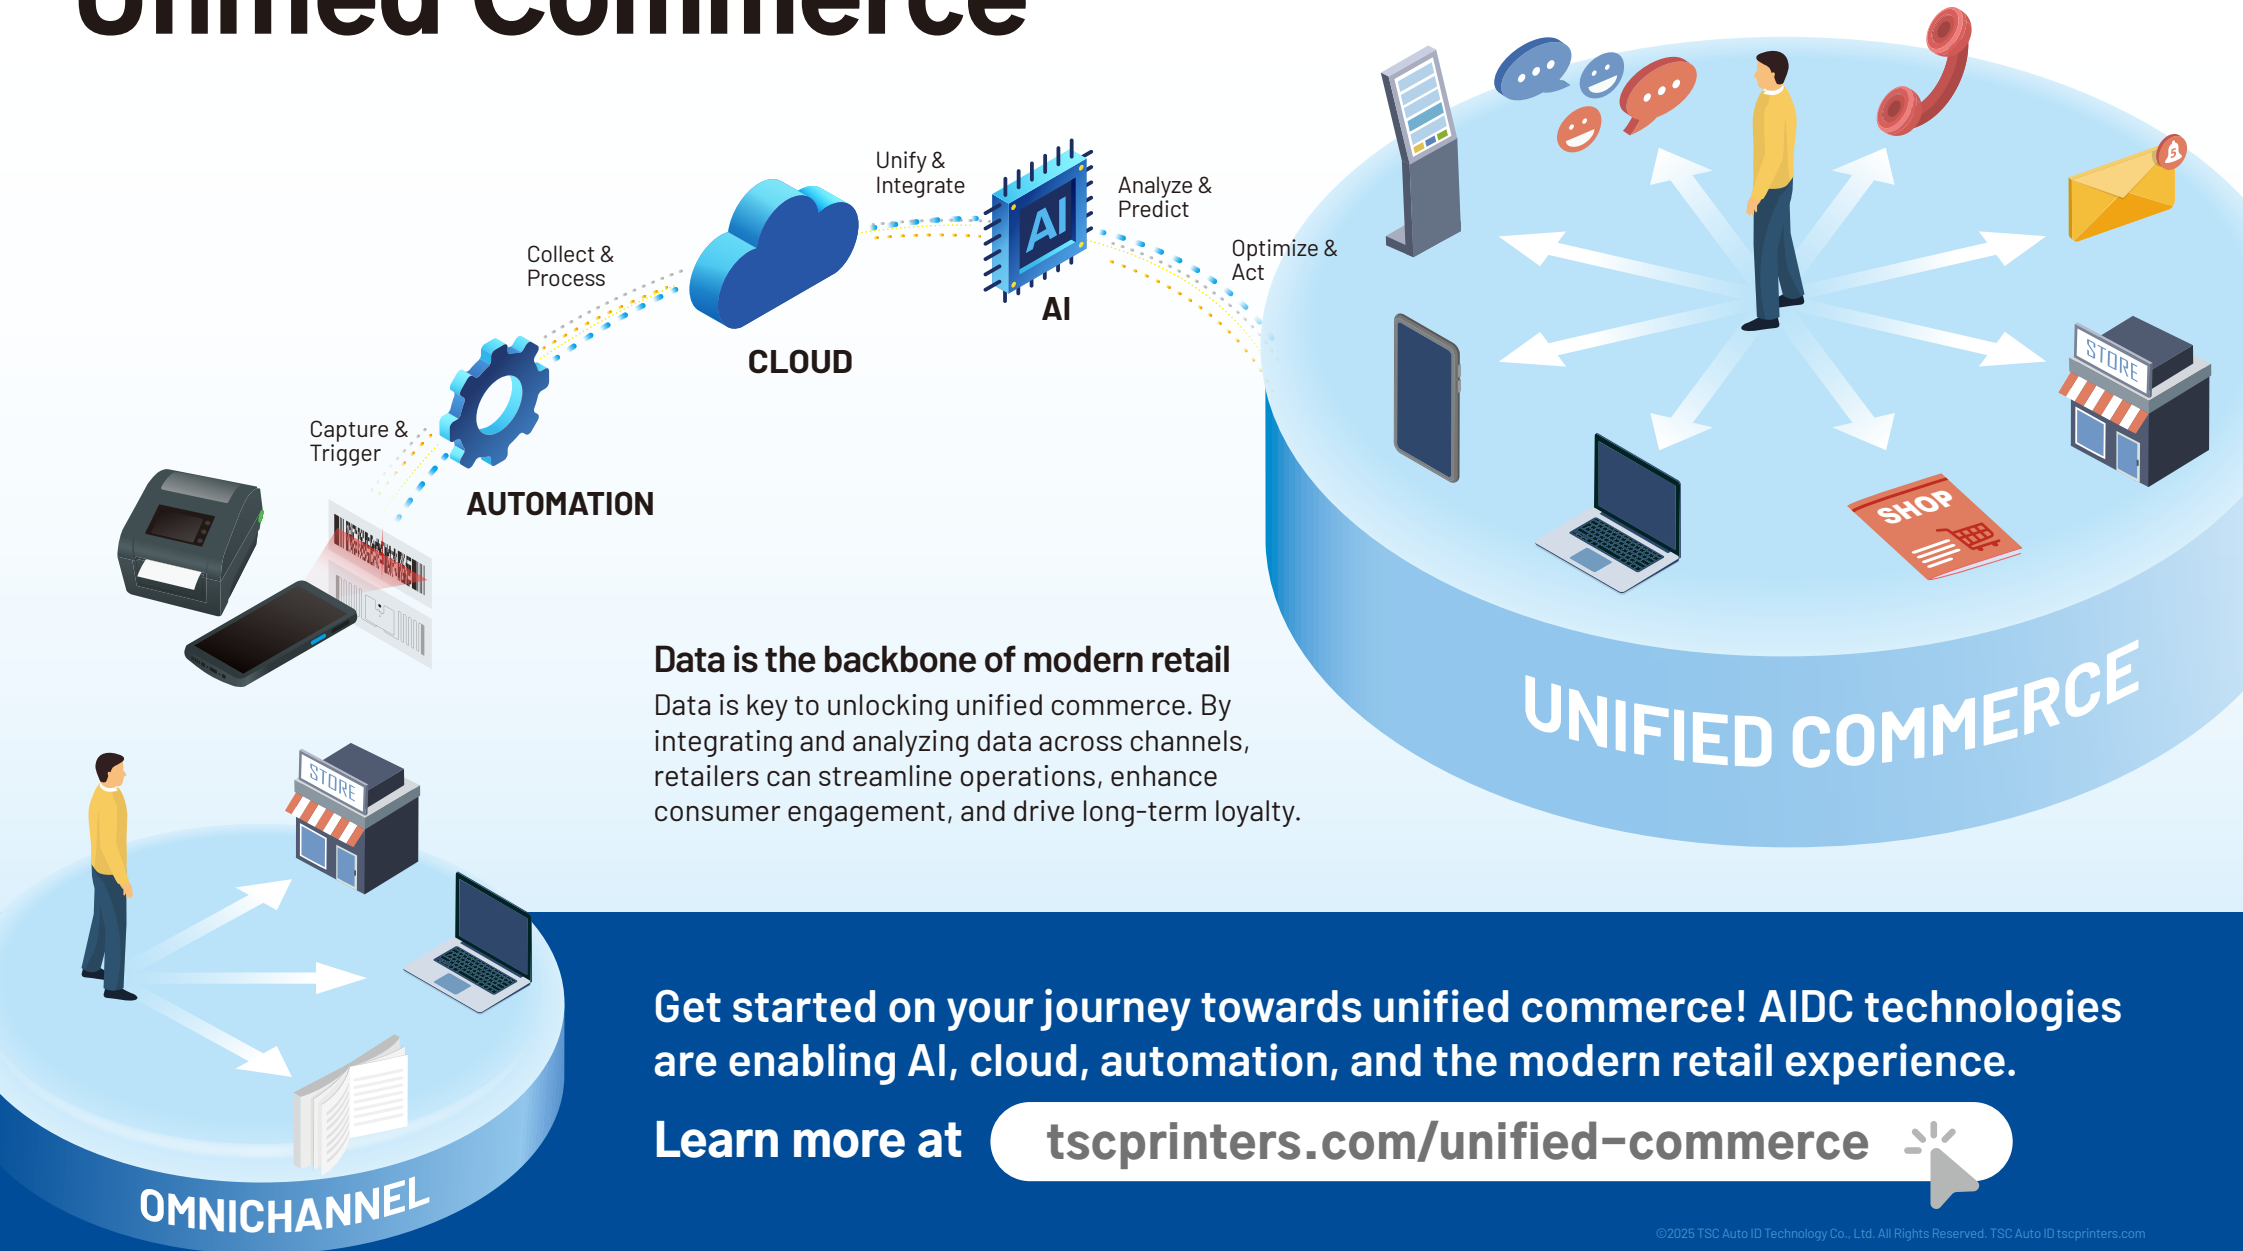 Unified Commerce
Unify &
Integrate
Analyze &
Predict
Optimize &
Act
Collect &
Process
AI
AI
CLOUD
Capture &
Trigger
AUTOMATION
STORE
SHOP
UNIFIED COMMERCE
Data is the backbone of modern retail
Data is key to unlocking unified commerce. By
integrating and analyzing data across channels,
retailers can streamline operations, enhance
consumer engagement, and drive long-term loyalty.
STORE
OMNICHANNEL
Get started on your journey towards unified commerce! AIDC technologies
are enabling AI, cloud, automation, and the modern retail experience.
Learn more at tscprinters.com/unified-commerce
©2025 TSC Auto ID Technology Co., Ltd. All Rights Reserved. TSC Auto ID tscprinters.com
5